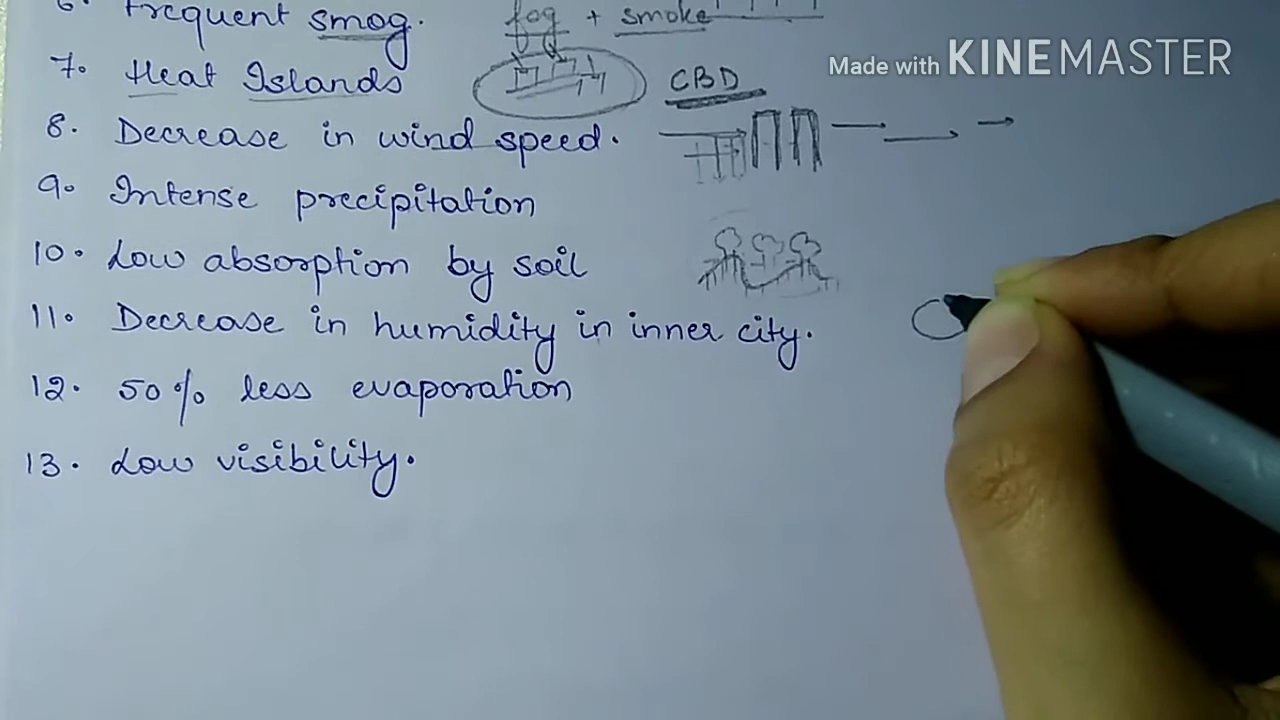 6. Frequent smog. fog + smoke
Made with KINEMASTER
7. Heat Islands CBD
8. Decrease in wind speed.
9. Intense precipitation
10. Low absorption by soil
11. Decrease in humidity in inner city.
12. 50% less evaporation
13. Low visibility.